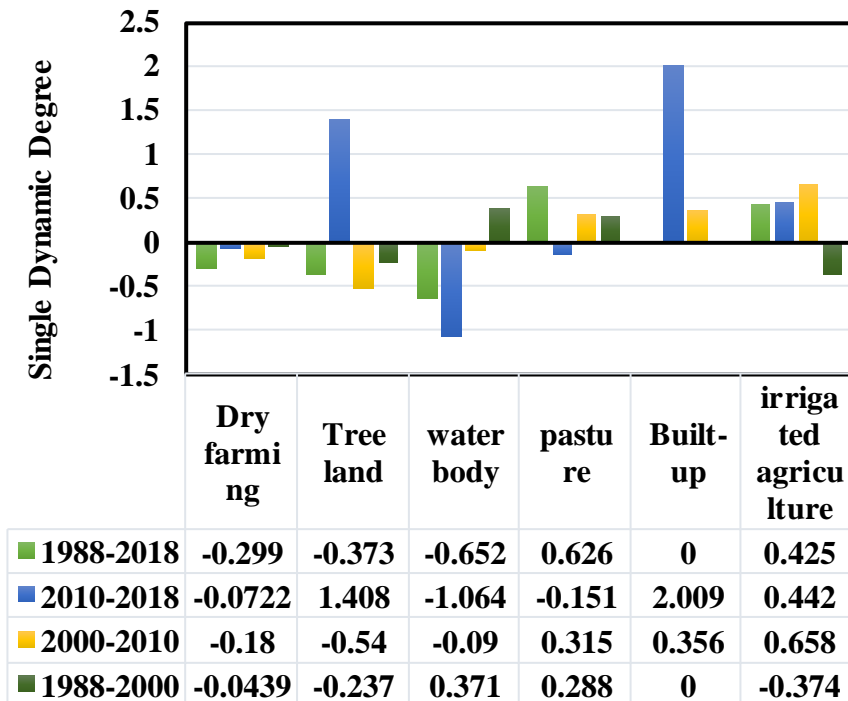 Single Dynamic Degree
2.5
2
1.5
1
0.5
0
-0.5
-1
-1.5
Dry
farmi
ng
Tree
land
water
body
pastu
re
Built-
up
irriga
ted
agricu
lture
1988-2018 -0.299 -0.373 -0.652 0.626 0 0.425
2010-2018 -0.0722 1.408 -1.064 -0.151 2.009 0.442
2000-2010 -0.18 -0.54 -0.09 0.315 0.356 0.658
1988-2000 -0.0439 -0.237 0.371 0.288 0 -0.374